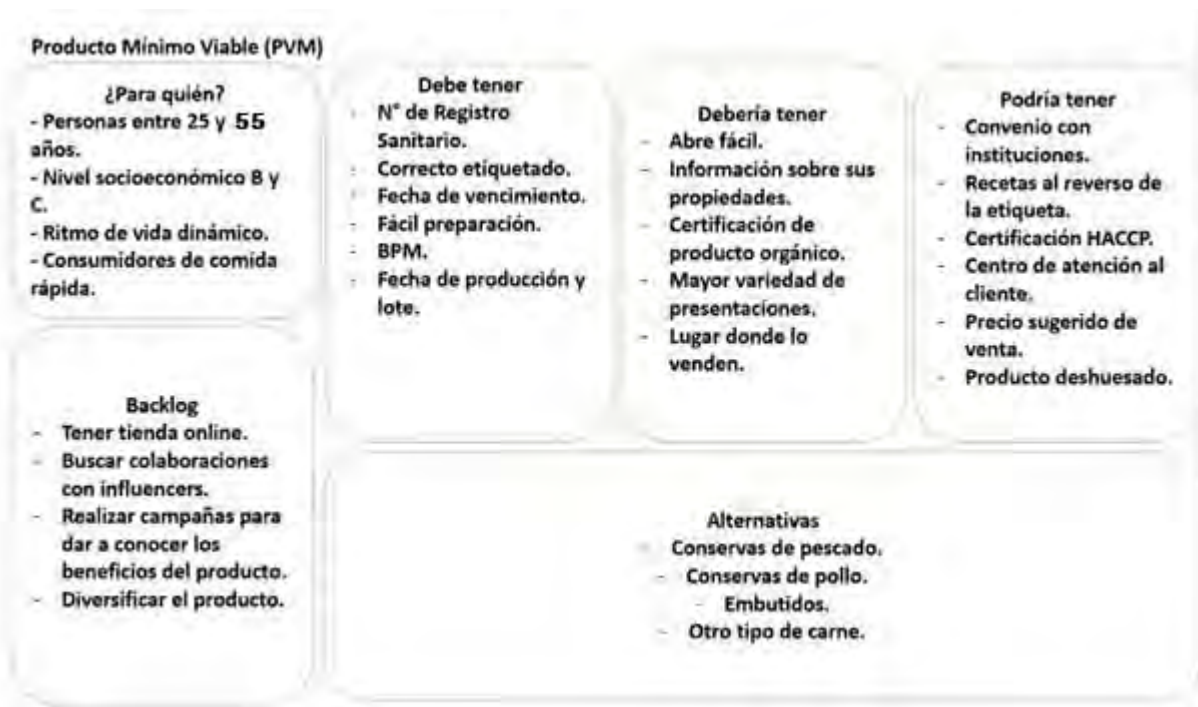 Producto Mínimo Viable (PVM)
¿Para quién?
- Personas entre 25 y 55
años.
- Nivel socioeconómico B y
C.
- Ritmo de vida dinámico.
- Consumidores de comida
rápida.
Debe tener
- N° de Registro
Sanitario.
- Correcto etiquetado.
- Fecha de vencimiento.
- Fácil preparación.
- BPM.
- Fecha de producción y
lote.
Debería tener
- Abre fácil.
- Información sobre sus
propiedades.
- Certificación de
producto orgánico.
- Mayor variedad de
presentaciones.
- Lugar donde lo
venden.
Podría tener
- Convenio con
instituciones.
- Recetas al reverso de
la etiqueta.
- Certificación HACCP.
- Centro de atención al
cliente.
- Precio sugerido de
venta.
- Producto deshuesado.
Backlog
- Tener tienda online.
- Buscar colaboraciones
con influencers.
- Realizar campañas para
dar a conocer los
beneficios del producto.
- Diversificar el producto.
Alternativas
- Conservas de pescado.
- Conservas de pollo.
- Embutidos.
- Otro tipo de carne.